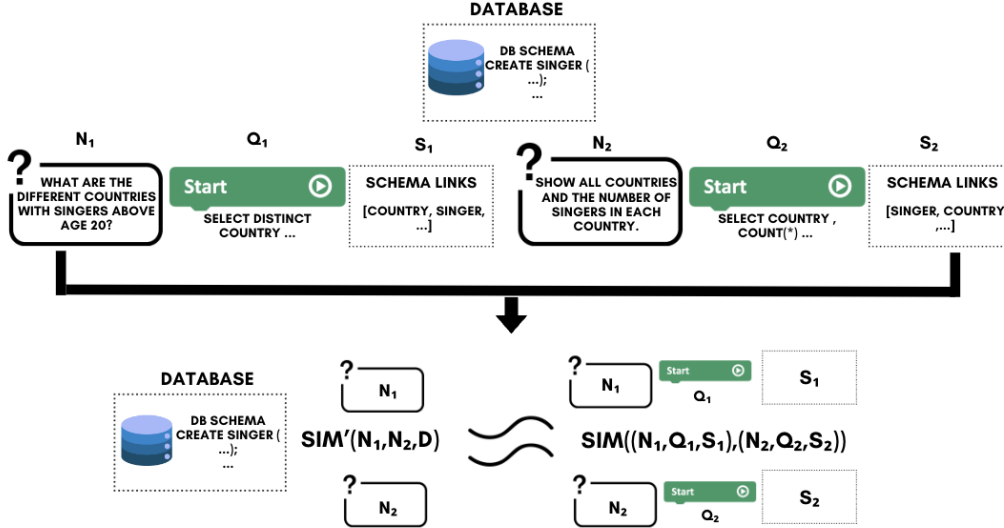 DATABASE
DB SCHEMA
CREATE SINGER (
...);
...
N₁
Q₁
S₁
N₂
Q₂
S₂
?
WHAT ARE THE
DIFFERENT COUNTRIES
WITH SINGERS ABOVE
AGE 20?
Start
SELECT DISTINCT
COUNTRY ...
SCHEMA LINKS
[COUNTRY, SINGER,
...]
?
SHOW ALL COUNTRIES
AND THE NUMBER OF
SINGERS IN EACH
COUNTRY.
Start
SELECT COUNTRY ,
COUNT(*) ...
SCHEMA LINKS
[SINGER, COUNTRY
,...]
DATABASE
DB SCHEMA
CREATE SINGER (
...);
...
?
N₁
SIM'(N₁,N₂,D)
?
N₂
?
N₁
Start
Q₁
S₁
SIM((N₁,Q₁,S₁),(N₂,Q₂,S₂))
?
N₂
Start
Q₂
S₂